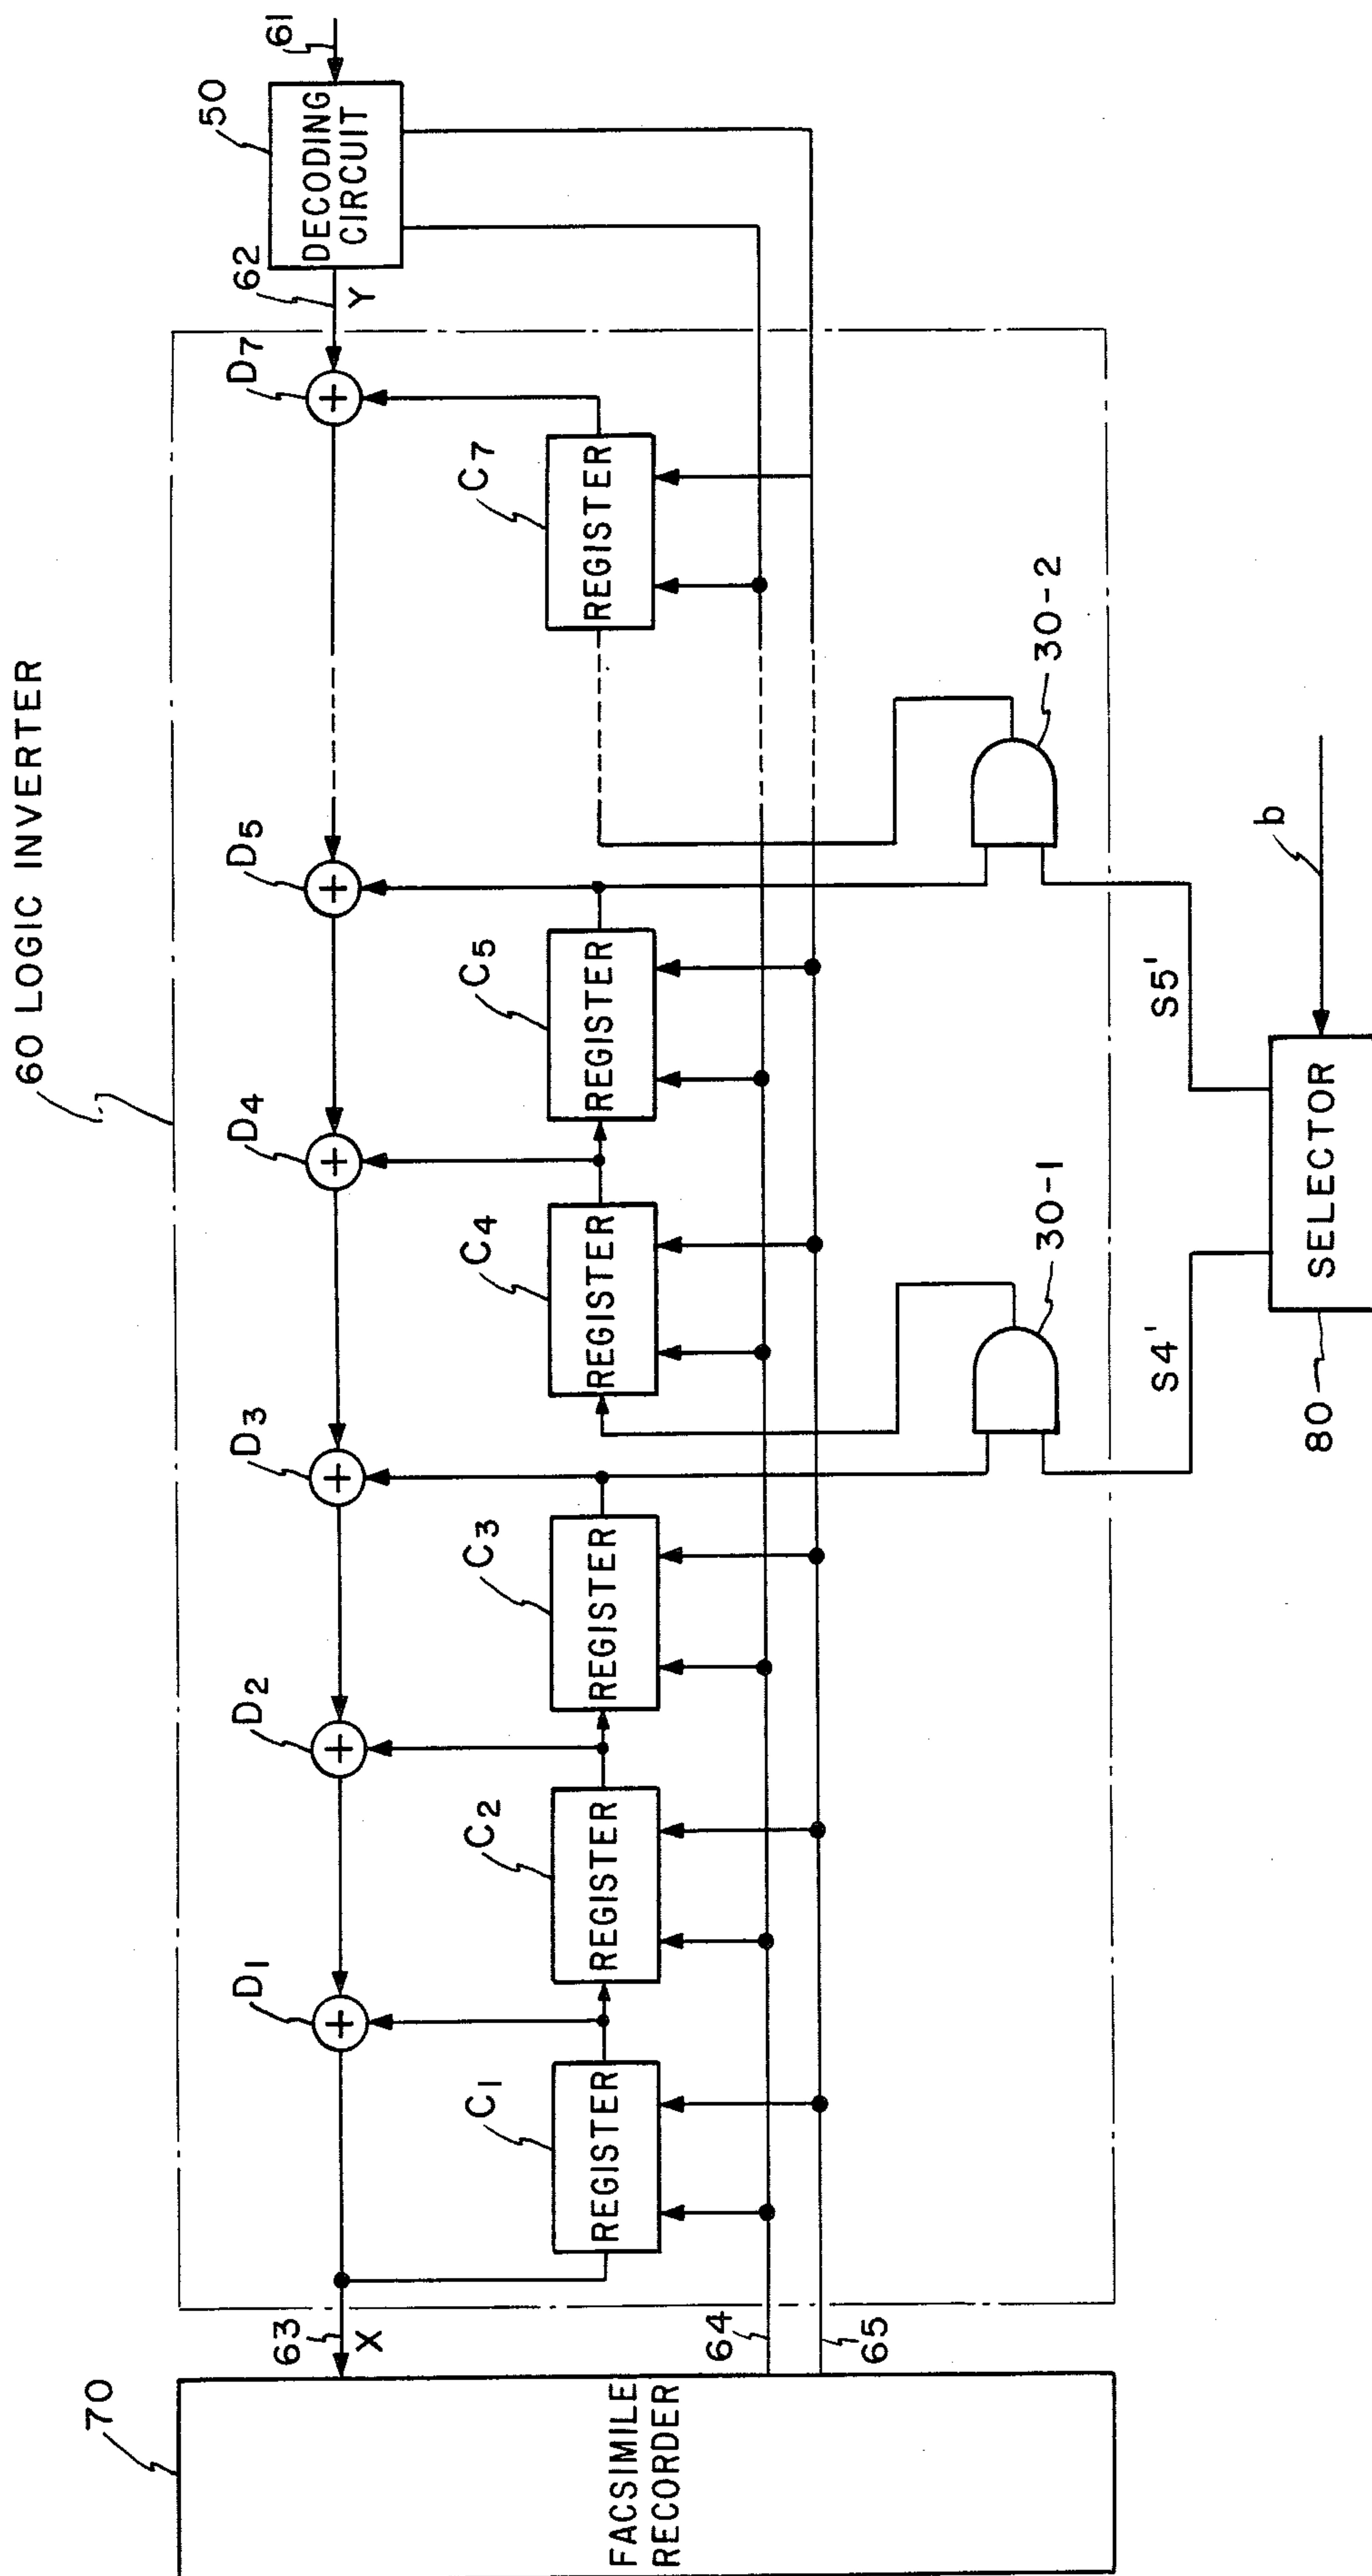 60 LOGIC INVERTER
70
FACSIMILE
RECORDER
63
X
64
65
D1
D2
D3
D4
D5
D7
62
Y
50
DECODING
CIRCUIT
61
C1
REGISTER
C2
REGISTER
C3
REGISTER
C4
REGISTER
C5
REGISTER
C7
REGISTER
30-1
30-2
S4'
S5'
b
80
SELECTOR